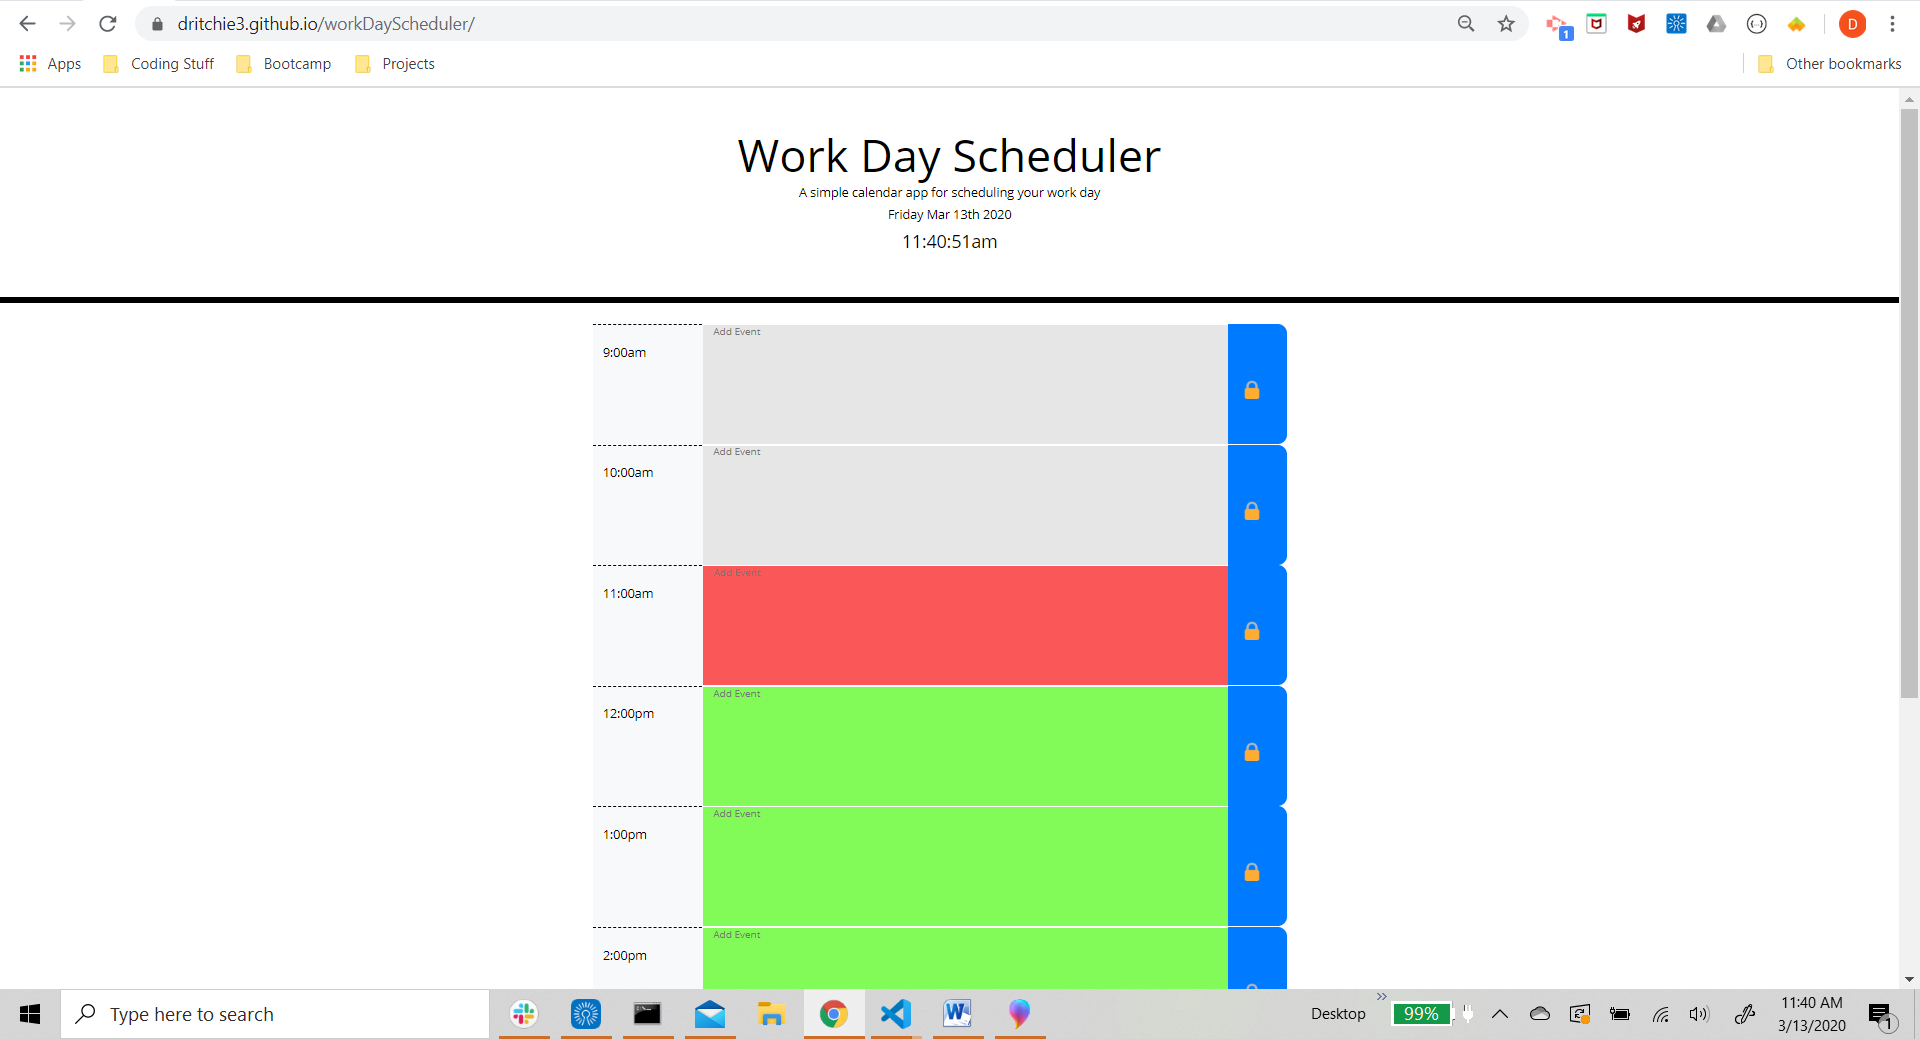 dritchie3.github.io/workDayScheduler/
D
1
Apps
Coding Stuff
Bootcamp
Projects
Other bookmarks
Work Day Scheduler
A simple calendar app for scheduling your work day
Friday Mar 13th 2020
11:40:51am
9:00am
Add Event
10:00am
Add Event
11:00am
Add Event
12:00pm
Add Event
1:00pm
Add Event
2:00pm
Add Event
Type here to search
Desktop
99%
11:40 AM
3/13/2020
1